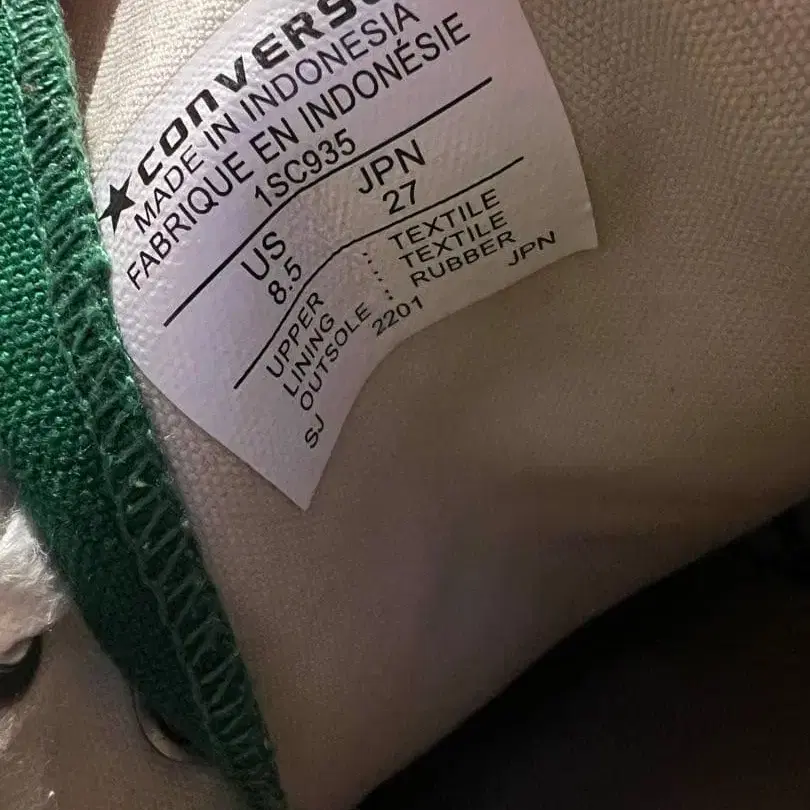 ★CONVERSE
MADE IN INDONESIA
FABRIQUE EN INDONÉSIE
1SC935
US JPN
8.5 27
UPPER : TEXTILE
LINING : TEXTILE
OUTSOLE : RUBBER
SJ 2201 JPN